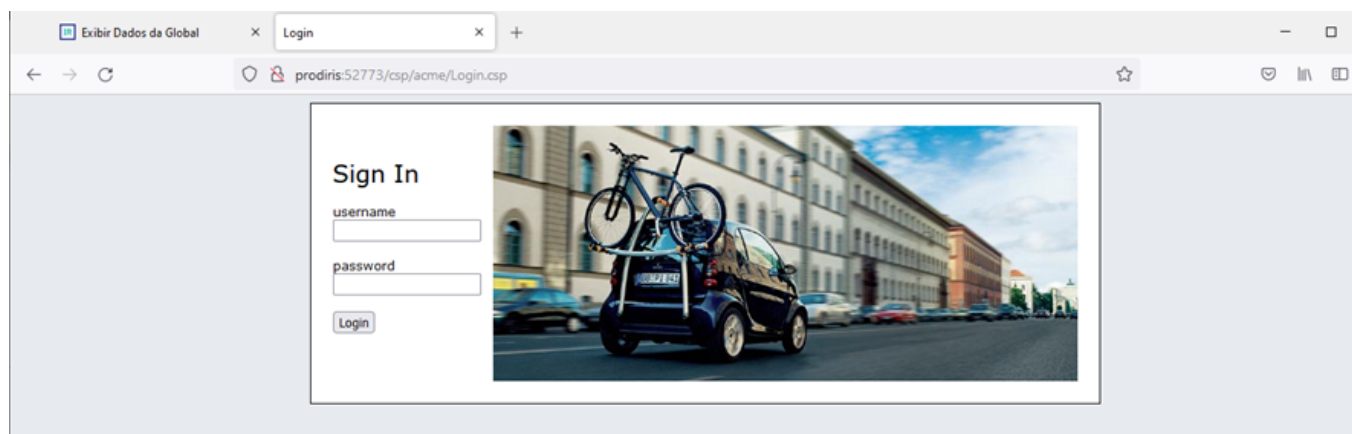 Exibir Dados da Global
Login
prodiris:52773/csp/acme/Login.csp
Sign In
username
password
Login